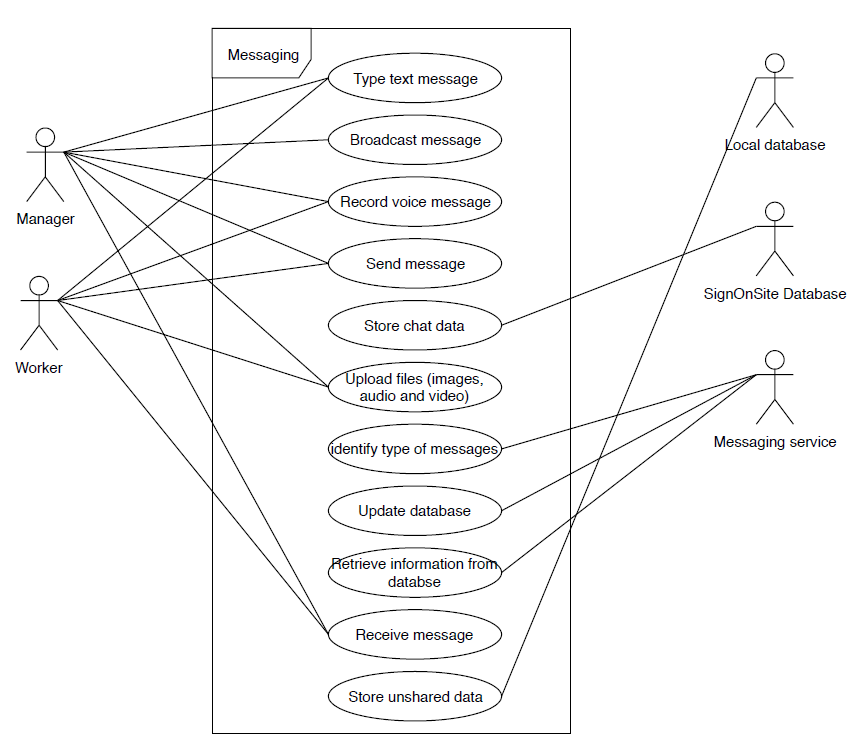 Messaging
Type text message
Broadcast message
Record voice message
Send message
Store chat data
Upload files (images,
audio and video)
identify type of messages
Update database
Retrieve information from
databse
Receive message
Store unshared data
Manager
Worker
Local database
SignOnSite Database
Messaging service